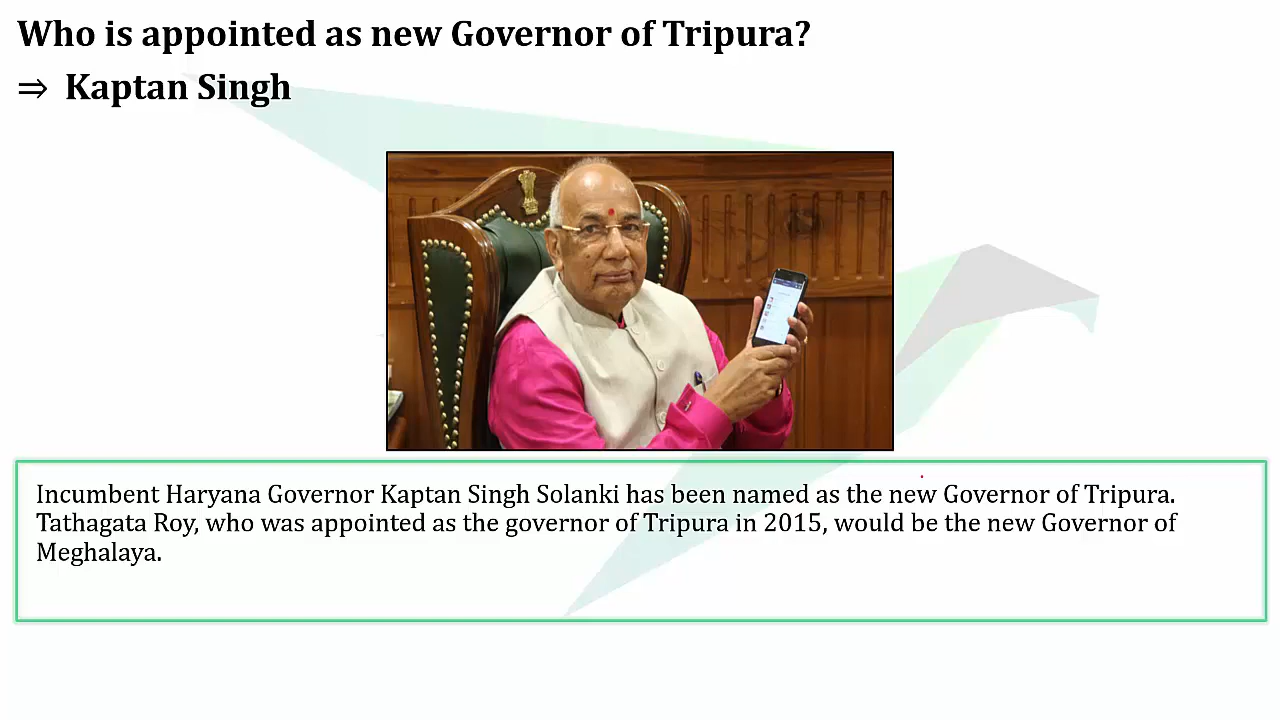 Who is appointed as new Governor of Tripura?
⇒ Kaptan Singh
Incumbent Haryana Governor Kaptan Singh Solanki has been named as the new Governor of Tripura.
Tathagata Roy, who was appointed as the governor of Tripura in 2015, would be the new Governor of
Meghalaya.